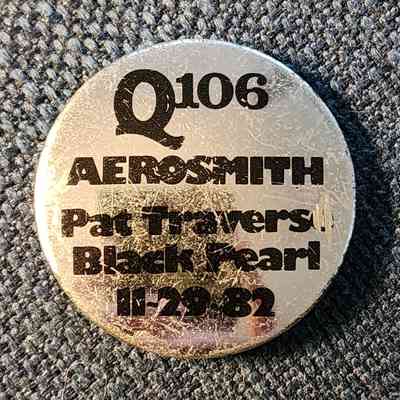 Q106
AEROSMITH
Pat Travers
Black Pearl
11-29-82